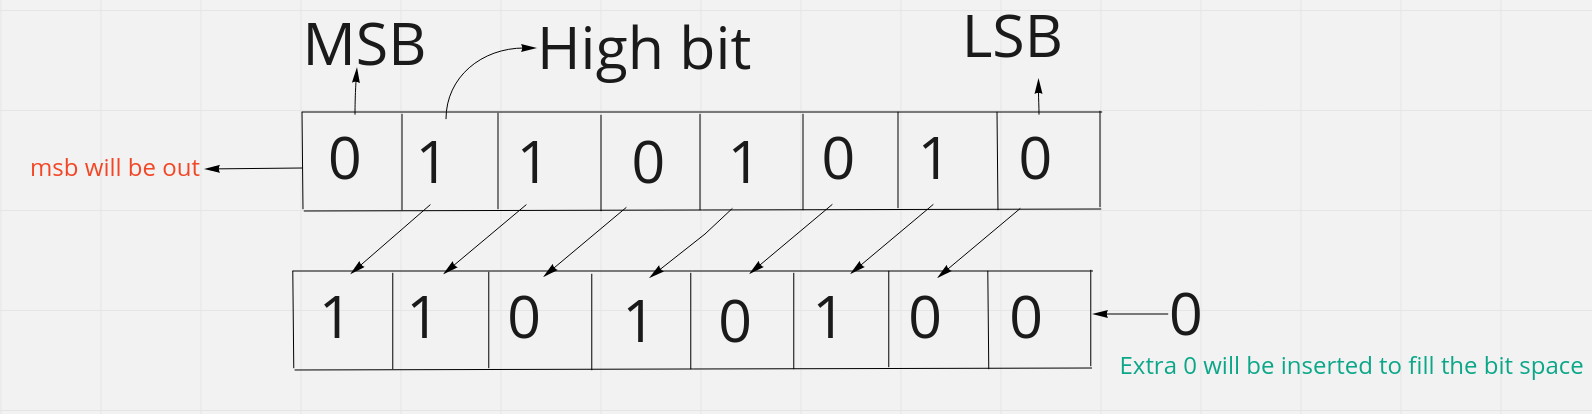 MSB High bit LSB
msb will be out 0 1 1 0 1 0 1 0
1 1 0 1 0 1 0 0 0
Extra 0 will be inserted to fill the bit space